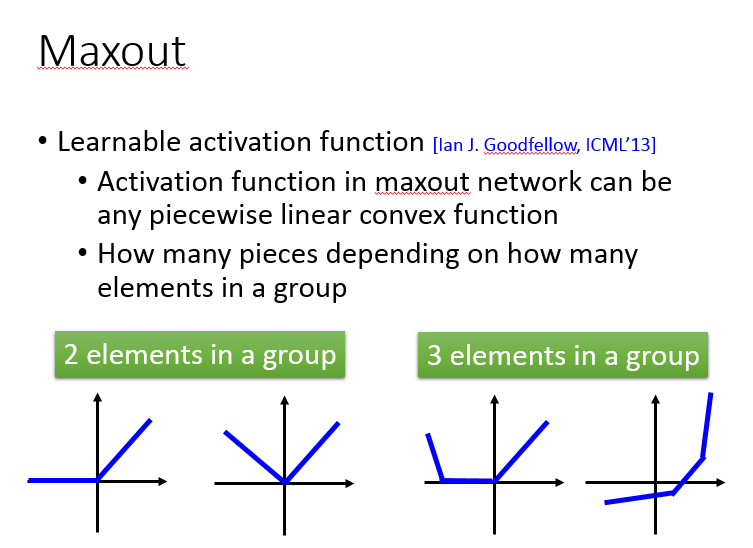 Maxout
• Learnable activation function [Ian J. Goodfellow, ICML’13]
• Activation function in maxout network can be
any piecewise linear convex function
• How many pieces depending on how many
elements in a group
2 elements in a group
3 elements in a group